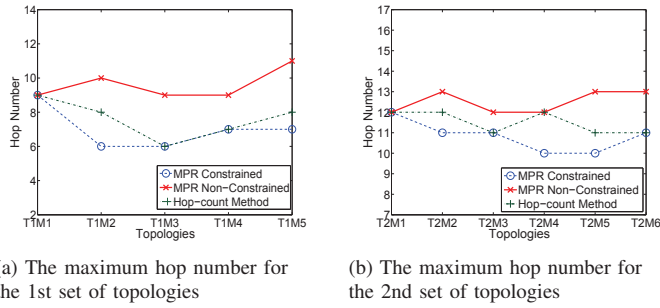 14
12
10
8
6
4
2
Hop Number
T1M1 T1M2 T1M3 T1M4 T1M5
Topologies
MPR Constrained
MPR Non-Constrained
Hop-count Method
(a) The maximum hop number for
the 1st set of topologies
17
16
15
14
13
12
11
10
9
8
7
Hop Number
T2M1 T2M2 T2M3 T2M4 T2M5 T2M6
Topologies
MPR Constrained
MPR Non-Constrained
Hop-count Method
(b) The maximum hop number for
the 2nd set of topologies